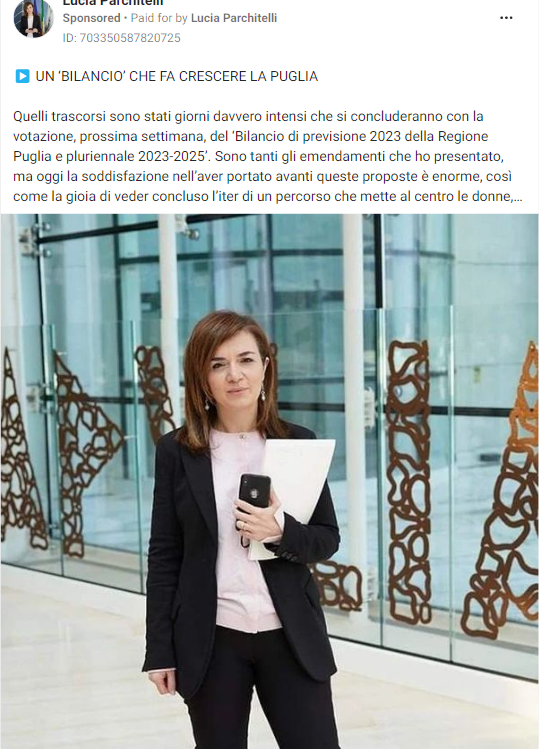 Lucia Parchitelli
Sponsored • Paid for by Lucia Parchitelli
ID: 703350587820725
▶️ UN 'BILANCIO' CHE FA CRESCERE LA PUGLIA
Quelli trascorsi sono stati giorni davvero intensi che si concluderanno con la
votazione, prossima settimana, del 'Bilancio di previsione 2023 della Regione
Puglia e pluriennale 2023-2025'. Sono tanti gli emendamenti che ho presentato,
ma oggi la soddisfazione nell'aver portato avanti queste proposte è enorme, così
come la gioia di veder concluso l'iter di un percorso che mette al centro le donne,...